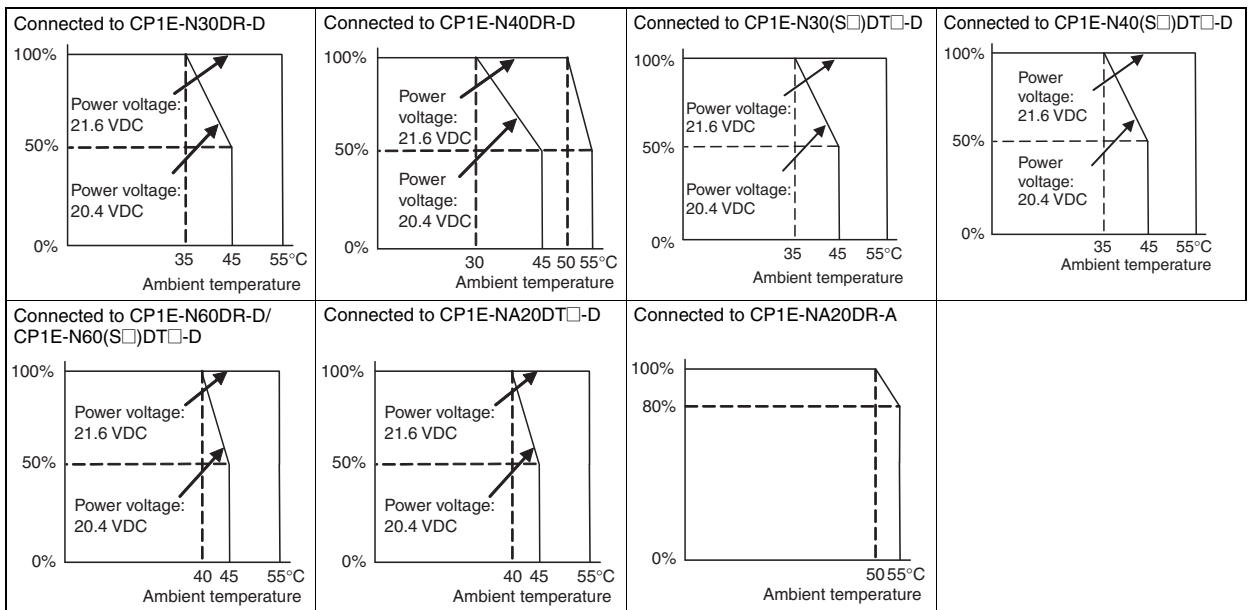 Connected to CP1E-N30DR-D
100%
Power voltage:
21.6 VDC
50%
Power voltage:
20.4 VDC
0%
35 45 55°C
Ambient temperature
Connected to CP1E-N40DR-D
100%
Power
voltage:
21.6 VDC
50%
Power
voltage:
20.4 VDC
0%
30 45 50 55°C
Ambient temperature
Connected to CP1E-N30(S□)DT□-D
100%
Power voltage:
21.6 VDC
50%
Power voltage:
20.4 VDC
0%
35 45 55°C
Ambient temperature
Connected to CP1E-N40(S□)DT□-D
100%
Power
voltage:
21.6 VDC
50%
Power
voltage:
20.4 VDC
0%
35 45 55°C
Ambient temperature
Connected to CP1E-N60DR-D/
CP1E-N60(S□)DT□-D
100%
Power voltage:
21.6 VDC
50%
Power voltage:
20.4 VDC
0%
40 45 55°C
Ambient temperature
Connected to CP1E-NA20DT□-D
100%
Power voltage:
21.6 VDC
50%
Power voltage:
20.4 VDC
0%
40 45 55°C
Ambient temperature
Connected to CP1E-NA20DR-A
100%
80%
0%
50 55°C
Ambient temperature